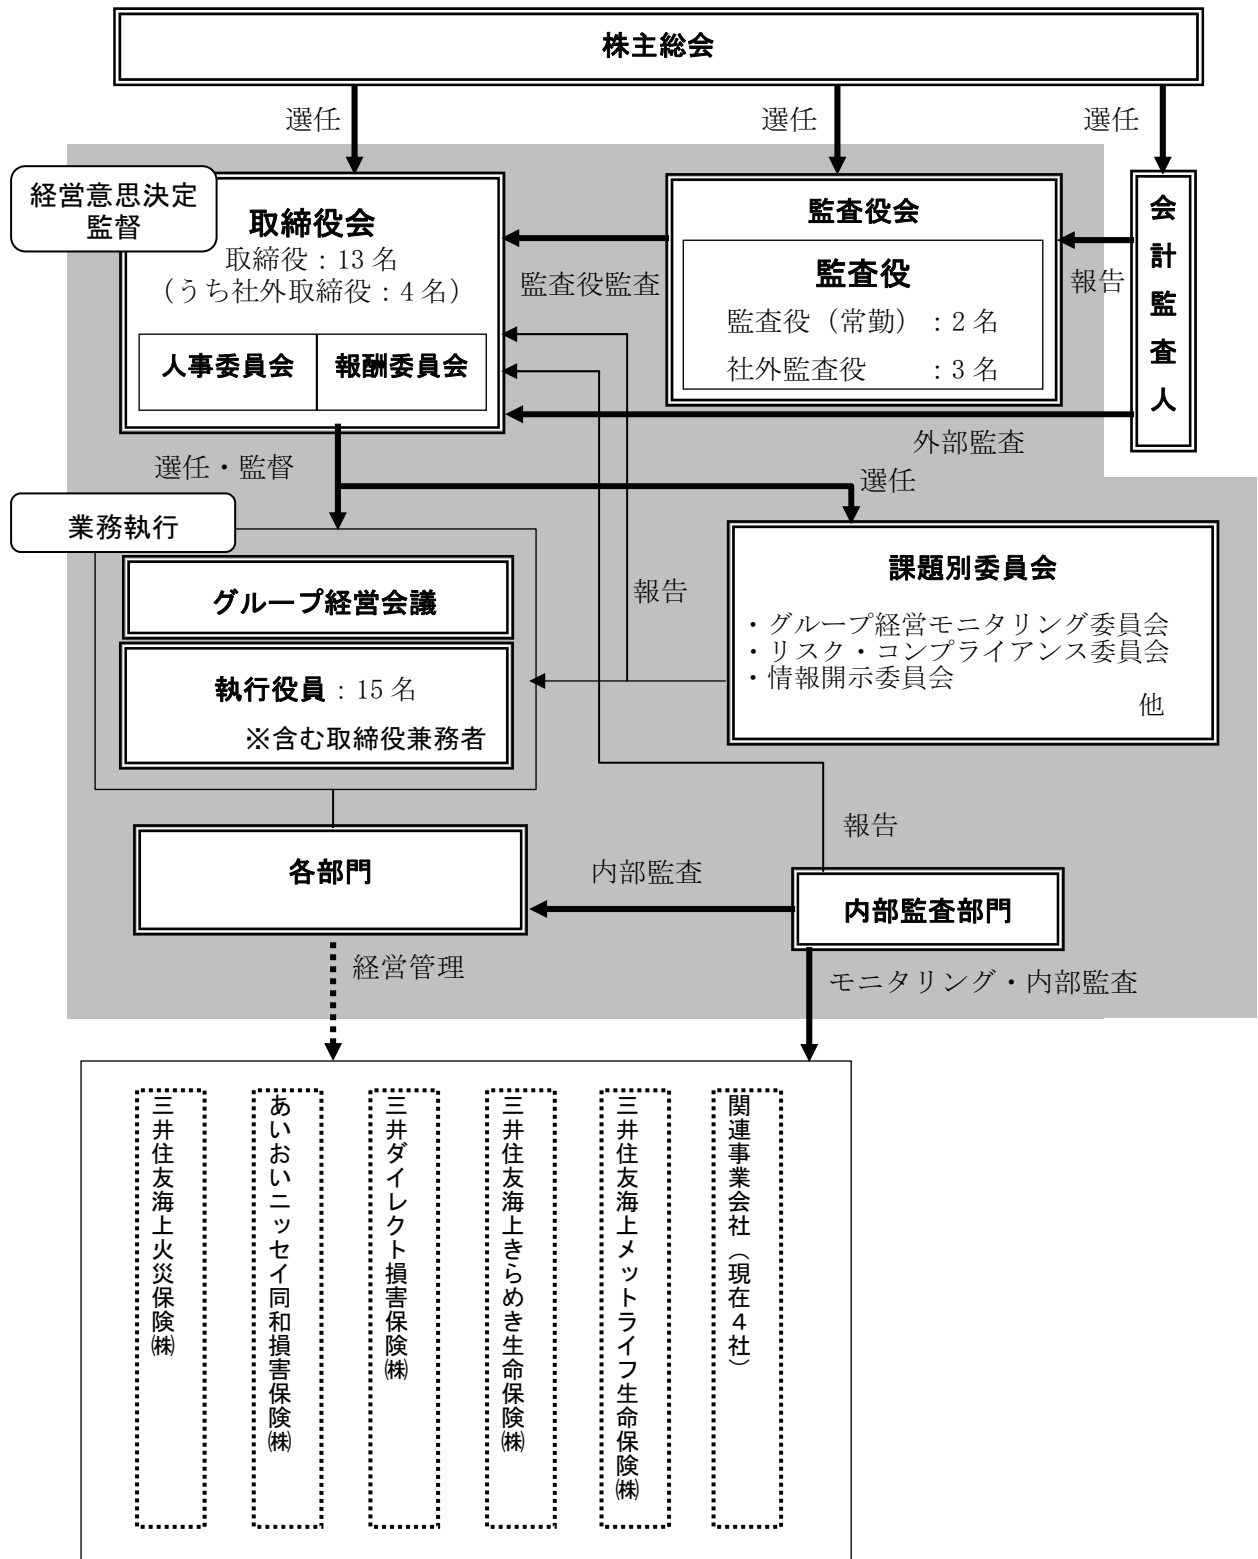 株主総会
選任
選任
選任
経営意思決定
監督
取締役会
取締役：13 名
（うち社外取締役：4 名）
人事委員会
報酬委員会
監査役監査
監査役会
監査役
監査役（常勤）：2 名
社外監査役　　：3 名
報告
会計監査人
外部監査
選任・監督
選任
業務執行
グループ経営会議
執行役員：15 名
※含む取締役兼務者
報告
課題別委員会
・グループ経営モニタリング委員会
・リスク・コンプライアンス委員会
・情報開示委員会
他
各部門
内部監査
報告
内部監査部門
経営管理
モニタリング・内部監査
三井住友海上火災保険㈱
あいおいニッセイ同和損害保険㈱
三井ダイレクト損害保険㈱
三井住友海上きらめき生命保険㈱
三井住友海上メットライフ生命保険㈱
関連事業会社（現在４社）